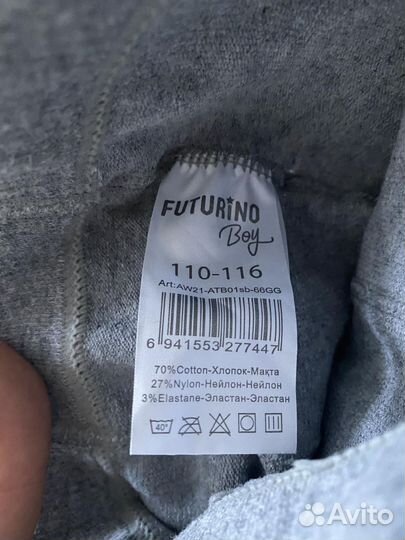 FUTURINO
Boy
110-116
Art:AW21-ATB01sb-66GG
6 941553 277447
70%Cotton-Хлопок-Мақта
27%Nylon-Нейлон-Нейлон
3%Elastane-Эластан-Эластан
40°
Avito